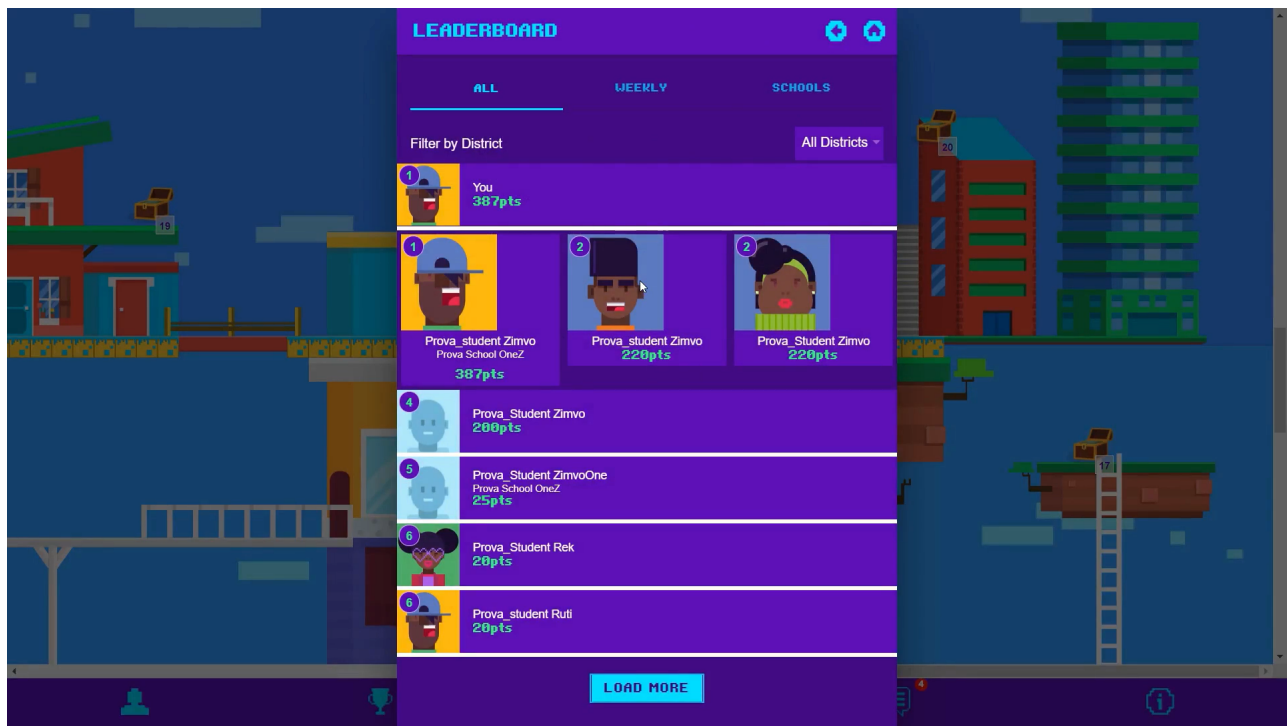 LEADERBOARD
ALL WEEKLY SCHOOLS
Filter by District All Districts
1
You
387pts
1
Prova_student Zimvo
Prova School OneZ
387pts
2
Prova_student Zimvo
220pts
2
Prova_Student Zimvo
220pts
4
Prova_Student Zimvo
200pts
5
Prova_Student ZimvoOne
Prova School OneZ
25pts
6
Prova_Student Rek
20pts
6
Prova_student Ruti
20pts
LOAD MORE
19
20
17
4